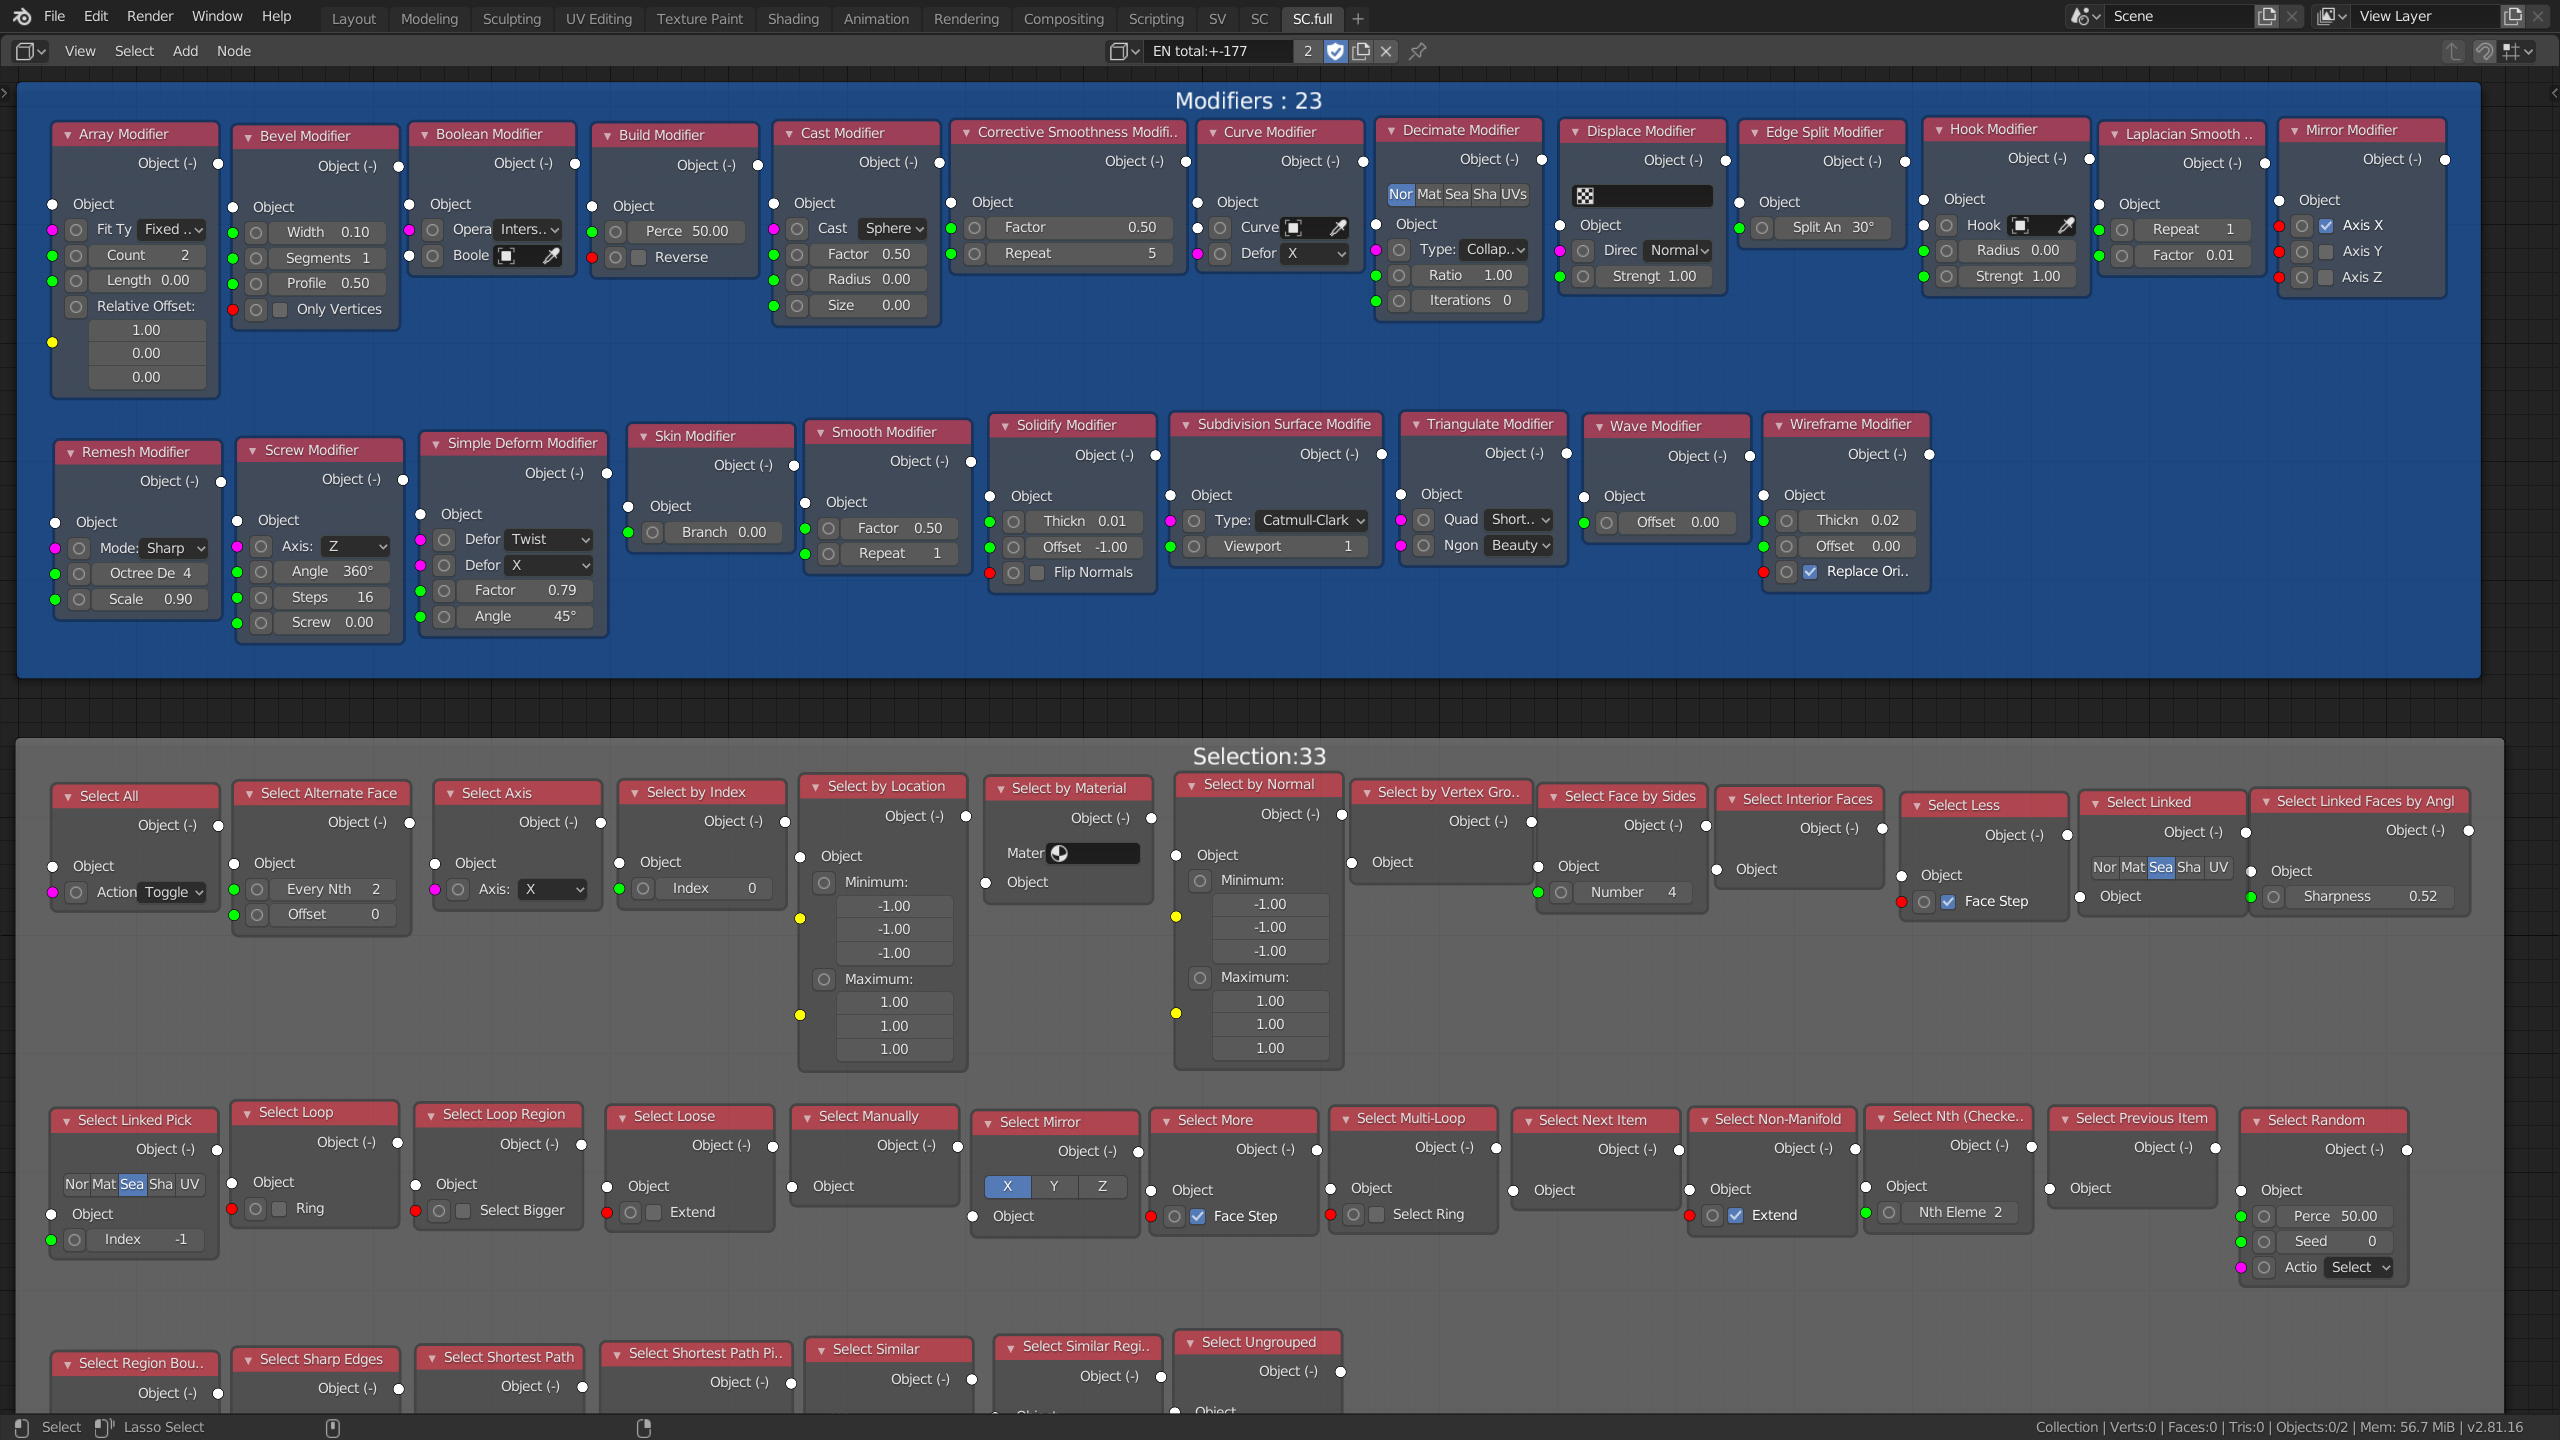 File Edit Render Window Help Layout Modeling Sculpting UV Editing Texture Paint Shading Animation Rendering Compositing Scripting SV SC SC.full + Scene View Layer
View Select Add Node EN total:+-177 2
Modifiers : 23
Array Modifier
Object (-)
Object
Fit Ty Fixed ..
Count 2
Length 0.00
Relative Offset:
1.00
0.00
0.00
Bevel Modifier
Object (-)
Object
Width 0.10
Segments 1
Profile 0.50
Only Vertices
Boolean Modifier
Object (-)
Object
Opera Inters..
Boole
Build Modifier
Object (-)
Object
Perce 50.00
Reverse
Cast Modifier
Object (-)
Object
Cast Sphere
Factor 0.50
Radius 0.00
Size 0.00
Corrective Smoothness Modifi..
Object (-)
Object
Factor 0.50
Repeat 5
Curve Modifier
Object (-)
Object
Curve
Defor X
Decimate Modifier
Object (-)
Nor Mat Sea Sha UVs
Object
Type: Collap..
Ratio 1.00
Iterations 0
Displace Modifier
Object (-)
Object
Direc Normal
Strengt 1.00
Edge Split Modifier
Object (-)
Object
Split An 30°
Hook Modifier
Object (-)
Object
Hook
Radius 0.00
Strengt 1.00
Laplacian Smooth ..
Object (-)
Object
Repeat 1
Factor 0.01
Mirror Modifier
Object (-)
Object
Axis X
Axis Y
Axis Z
Remesh Modifier
Object (-)
Object
Mode: Sharp
Octree De 4
Scale 0.90
Screw Modifier
Object (-)
Object
Axis: Z
Angle 360°
Steps 16
Screw 0.00
Simple Deform Modifier
Object (-)
Object
Defor Twist
Defor X
Factor 0.79
Angle 45°
Skin Modifier
Object (-)
Object
Branch 0.00
Smooth Modifier
Object (-)
Object
Factor 0.50
Repeat 1
Solidify Modifier
Object (-)
Object
Thickn 0.01
Offset -1.00
Flip Normals
Subdivision Surface Modifie
Object (-)
Object
Type: Catmull-Clark
Viewport 1
Triangulate Modifier
Object (-)
Object
Quad Short..
Ngon Beauty
Wave Modifier
Object (-)
Object
Offset 0.00
Wireframe Modifier
Object (-)
Object
Thickn 0.02
Offset 0.00
Replace Ori..
Selection:33
Select All
Object (-)
Object
Action Toggle
Select Alternate Face
Object (-)
Object
Every Nth 2
Offset 0
Select Axis
Object (-)
Object
Axis: X
Select by Index
Object (-)
Object
Index 0
Select by Location
Object (-)
Object
Minimum:
-1.00
-1.00
-1.00
Maximum:
1.00
1.00
1.00
Select by Material
Object (-)
Mater
Object
Select by Normal
Object (-)
Object
Minimum:
-1.00
-1.00
-1.00
Maximum:
1.00
1.00
1.00
Select by Vertex Gro..
Object (-)
Object
Select Face by Sides
Object (-)
Object
Number 4
Select Interior Faces
Object (-)
Object
Select Less
Object (-)
Object
Face Step
Select Linked
Object (-)
Nor Mat Sea Sha UV
Object
Select Linked Faces by Angl
Object (-)
Object
Sharpness 0.52
Select Linked Pick
Object (-)
Nor Mat Sea Sha UV
Object
Index -1
Select Loop
Object (-)
Object
Ring
Select Loop Region
Object (-)
Object
Select Bigger
Select Loose
Object (-)
Object
Extend
Select Manually
Object (-)
Object
Select Mirror
Object (-)
X Y Z
Object
Select More
Object (-)
Object
Face Step
Select Multi-Loop
Object (-)
Object
Select Ring
Select Next Item
Object (-)
Object
Select Non-Manifold
Object (-)
Object
Extend
Select Nth (Checke..
Object (-)
Object
Nth Eleme 2
Select Previous Item
Object (-)
Object
Select Random
Object (-)
Object
Perce 50.00
Seed 0
Actio Select
Select Region Bou..
Object (-)
Select Sharp Edges
Object (-)
Select Shortest Path
Object (-)
Select Shortest Path Pi..
Object (-)
Select Similar
Object (-)
Select Similar Regi..
Object (-)
Object
Select Ungrouped
Object (-)
Object
Select Lasso Select Collection | Verts:0 | Faces:0 | Tris:0 | Objects:0/2 | Mem: 56.7 MiB | v2.81.16